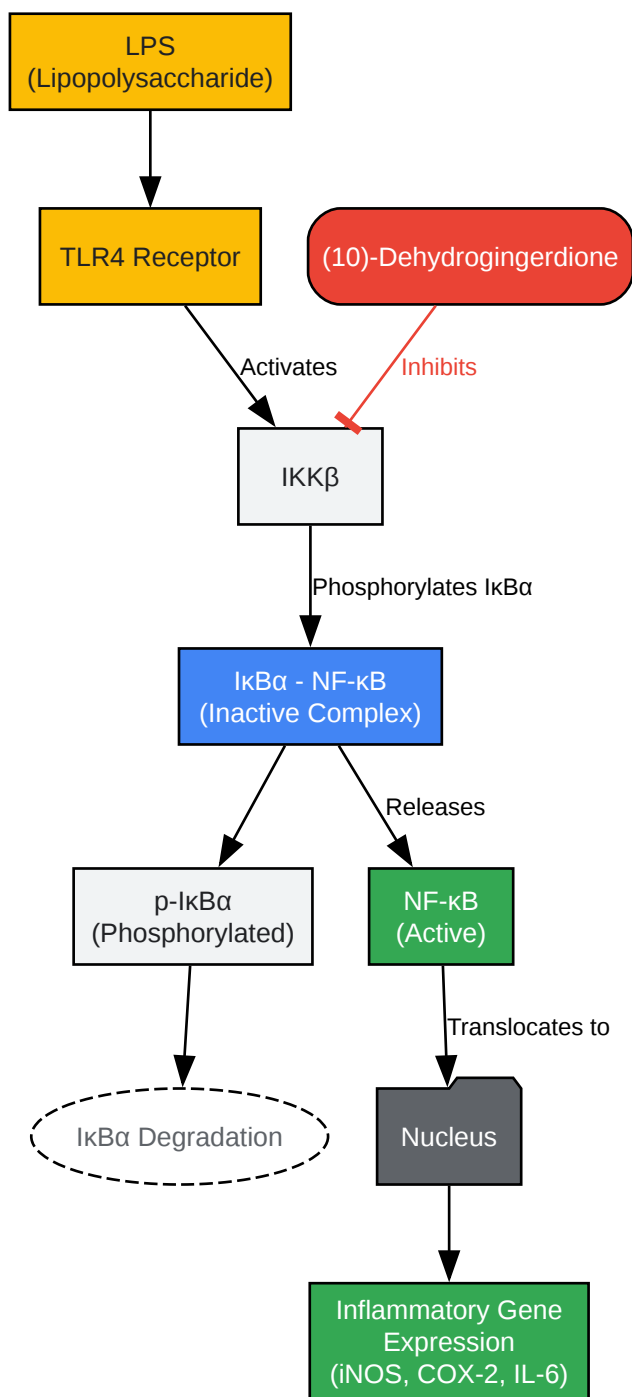 LPS
(Lipopolysaccharide)
TLR4 Receptor
(10)-Dehydrogingerdione
Activates
Inhibits
IKKβ
Phosphorylates IκBα
IκBα - NF-κB
(Inactive Complex)
Releases
p-IκBα
(Phosphorylated)
NF-κB
(Active)
Translocates to
IκBα Degradation
Nucleus
Inflammatory Gene
Expression
(iNOS, COX-2, IL-6)